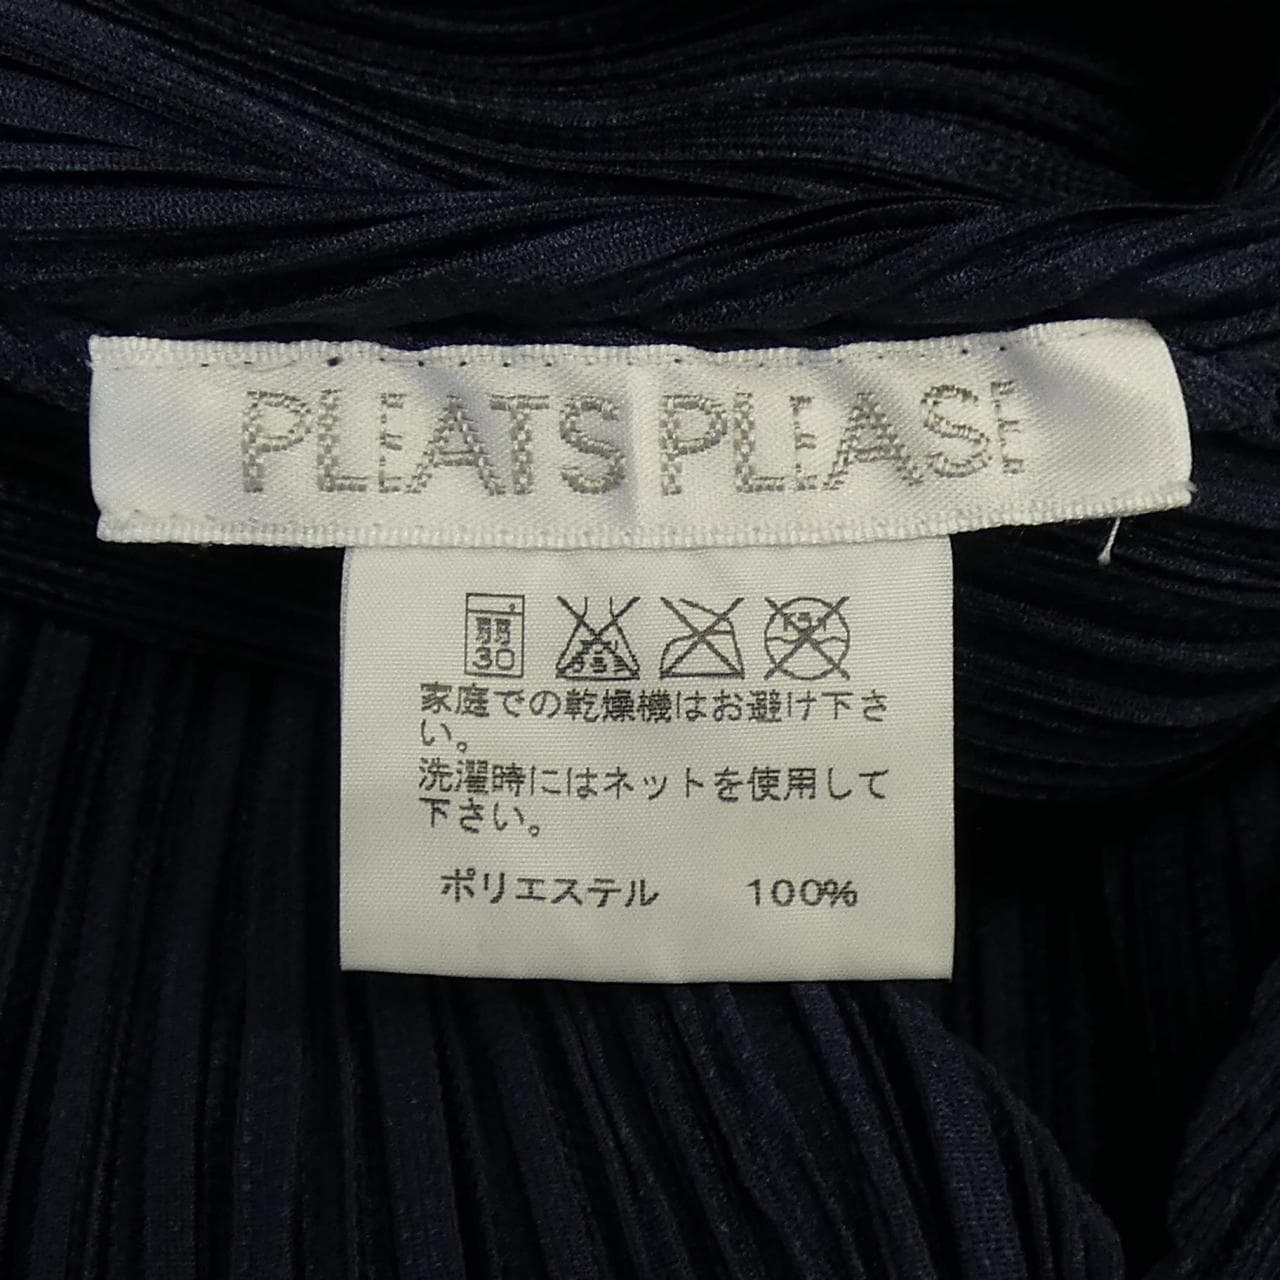 PLEATS PLEASE
弱
30
家庭での乾燥機はお避け下さ
い。
洗濯時にはネットを使用して
下さい。
ポリエステル 100%